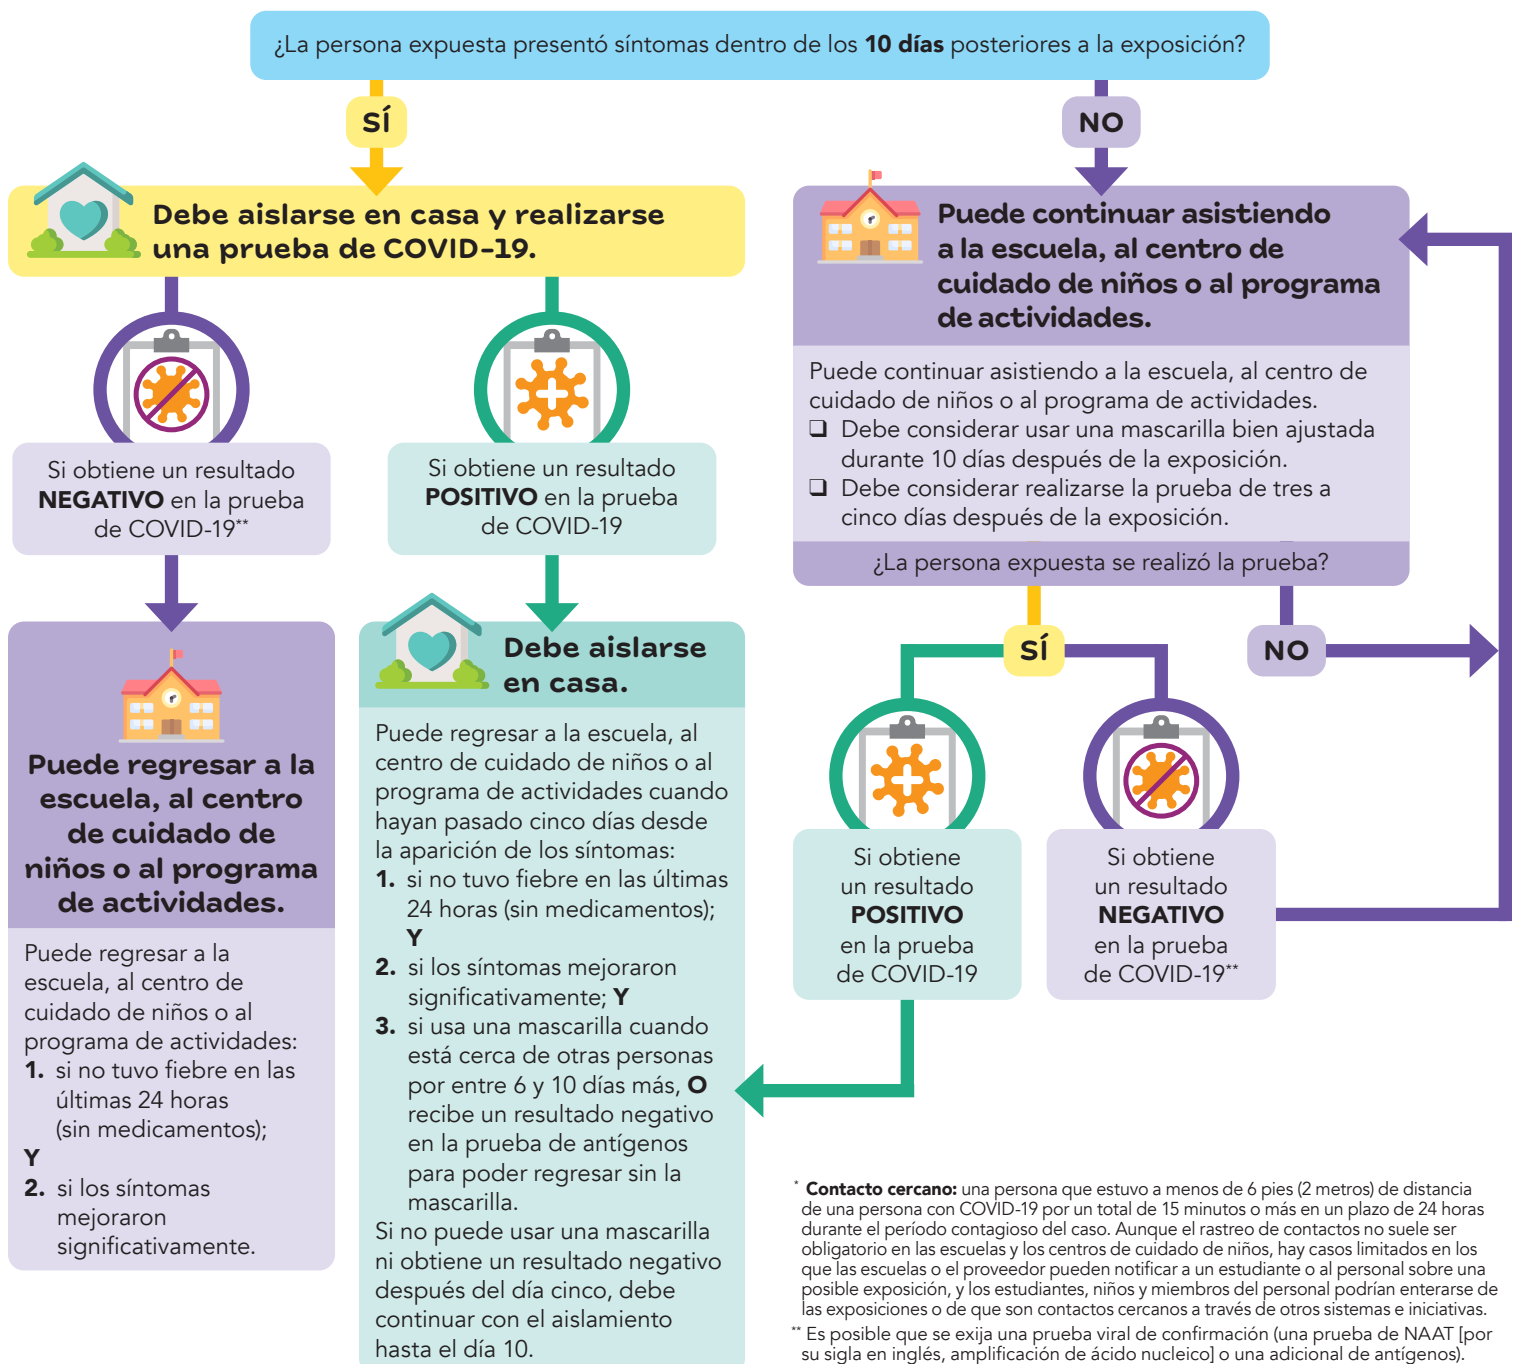 ¿La persona expuesta presentó síntomas dentro de los 10 días posteriores a la exposición?
SÍ
NO
Debe aislarse en casa y realizarse
una prueba de COVID-19.
Si obtiene un resultado
NEGATIVO en la prueba
de COVID-19**
Si obtiene un resultado
POSITIVO en la prueba
de COVID-19
Puede regresar a la
escuela, al centro
de cuidado de
niños o al programa
de actividades.
Puede regresar a la
escuela, al centro de
cuidado de niños o al
programa de actividades:
1. si no tuvo fiebre en las
últimas 24 horas
(sin medicamentos);
Y
2. si los síntomas
mejoraron
significativamente.
Debe aislarse
en casa.
Puede regresar a la escuela, al
centro de cuidado de niños o al
programa de actividades cuando
hayan pasado cinco días desde
la aparición de los síntomas:
1. si no tuvo fiebre en las últimas
24 horas (sin medicamentos);
Y
2. si los síntomas mejoraron
significativamente; Y
3. si usa una mascarilla cuando
está cerca de otras personas
por entre 6 y 10 días más, O
recibe un resultado negativo
en la prueba de antígenos
para poder regresar sin la
mascarilla.
Si no puede usar una mascarilla
ni obtiene un resultado negativo
después del día cinco, debe
continuar con el aislamiento
hasta el día 10.
Puede continuar asistiendo
a la escuela, al centro de
cuidado de niños o al programa
de actividades.
Puede continuar asistiendo a la escuela, al centro de
cuidado de niños o al programa de actividades.
❑ Debe considerar usar una mascarilla bien ajustada
durante 10 días después de la exposición.
❑ Debe considerar realizarse la prueba de tres a
cinco días después de la exposición.
¿La persona expuesta se realizó la prueba?
SÍ
NO
Si obtiene
un resultado
POSITIVO
en la prueba
de COVID-19
Si obtiene
un resultado
NEGATIVO
en la prueba
de COVID-19**
* Contacto cercano: una persona que estuvo a menos de 6 pies (2 metros) de distancia
de una persona con COVID-19 por un total de 15 minutos o más en un plazo de 24 horas
durante el período contagioso del caso. Aunque el rastreo de contactos no suele ser
obligatorio en las escuelas y los centros de cuidado de niños, hay casos limitados en los
que las escuelas o el proveedor pueden notificar a un estudiante o al personal sobre una
posible exposición, y los estudiantes, niños y miembros del personal podrían enterarse de
las exposiciones o de que son contactos cercanos a través de otros sistemas e iniciativas.
** Es posible que se exija una prueba viral de confirmación (una prueba de NAAT [por
su sigla en inglés, amplificación de ácido nucleico] o una adicional de antígenos).